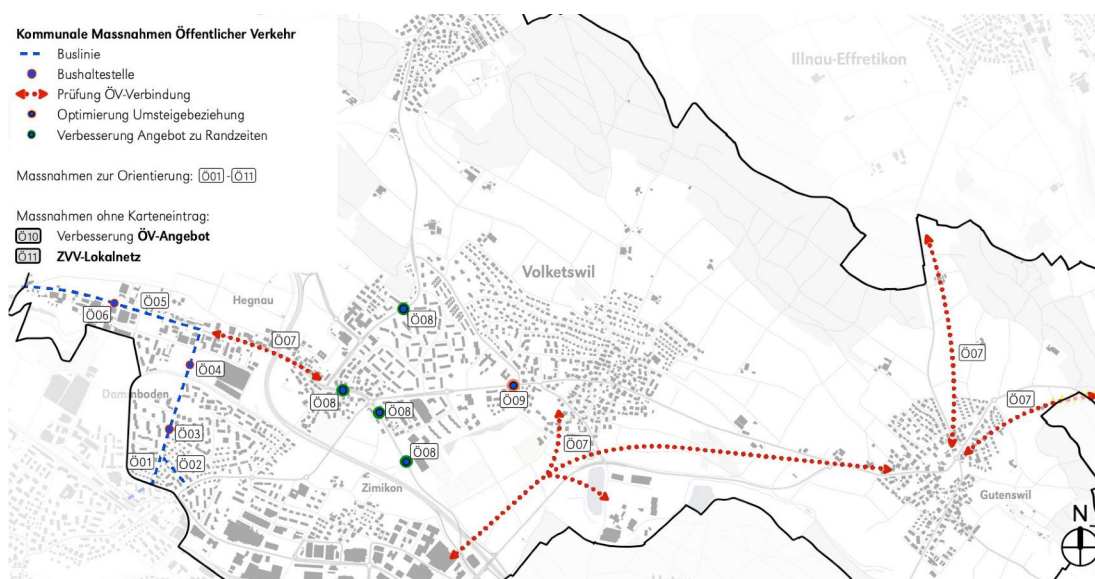 Kommunale Massnahmen Öffentlicher Verkehr
Buslinie
Bushaltestelle
Prüfung ÖV-Verbindung
Optimierung Umsteigebeziehung
Verbesserung Angebot zu Randzeiten
Massnahmen zur Orientierung: Ö01 - Ö11
Massnahmen ohne Karteneintrag:
Ö10 Verbesserung ÖV-Angebot
Ö11 ZVV-Lokalnetz
Illnau-Effretikon
Volketswil
Hegnau
Ö05
Ö06
Ö07
Ö08
Ö04
Ö07
Ö08
Ö09
Ö08
Ö07
Ö03
Ö07
Ö08
Ö01
Ö02
Zimikon
Gutenswil
N